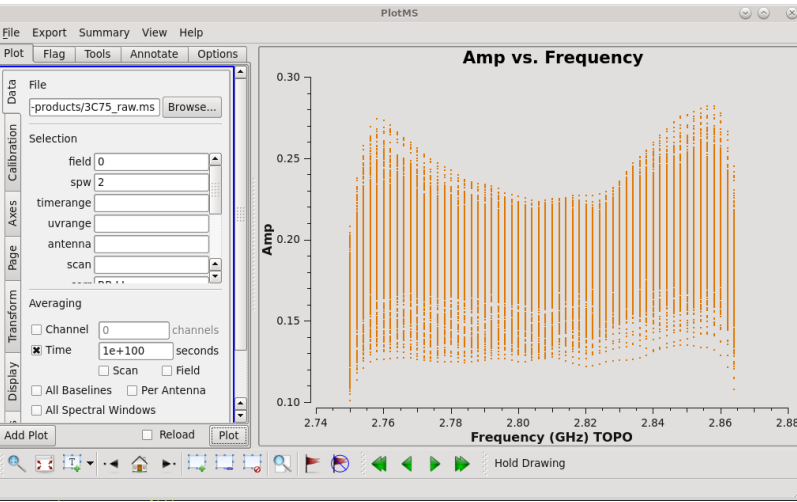 PlotMS
File Export Summary View Help
Plot Flag Tools Annotate Options
Data
Calibration
Axes
Page
Transform
Display
File
-products/3C75_raw.ms Browse...
Selection
field 0
spw 2
timerange
uvrange
antenna
scan
Averaging
Channel 0 channels
Time 1e+100 seconds
Scan Field
All Baselines Per Antenna
All Spectral Windows
Add Plot Reload Plot
Amp vs. Frequency
Amp
0.30
0.25
0.20
0.15
0.10
2.74 2.76 2.78 2.80 2.82 2.84 2.86 2.88
Frequency (GHz) TOPO
Hold Drawing